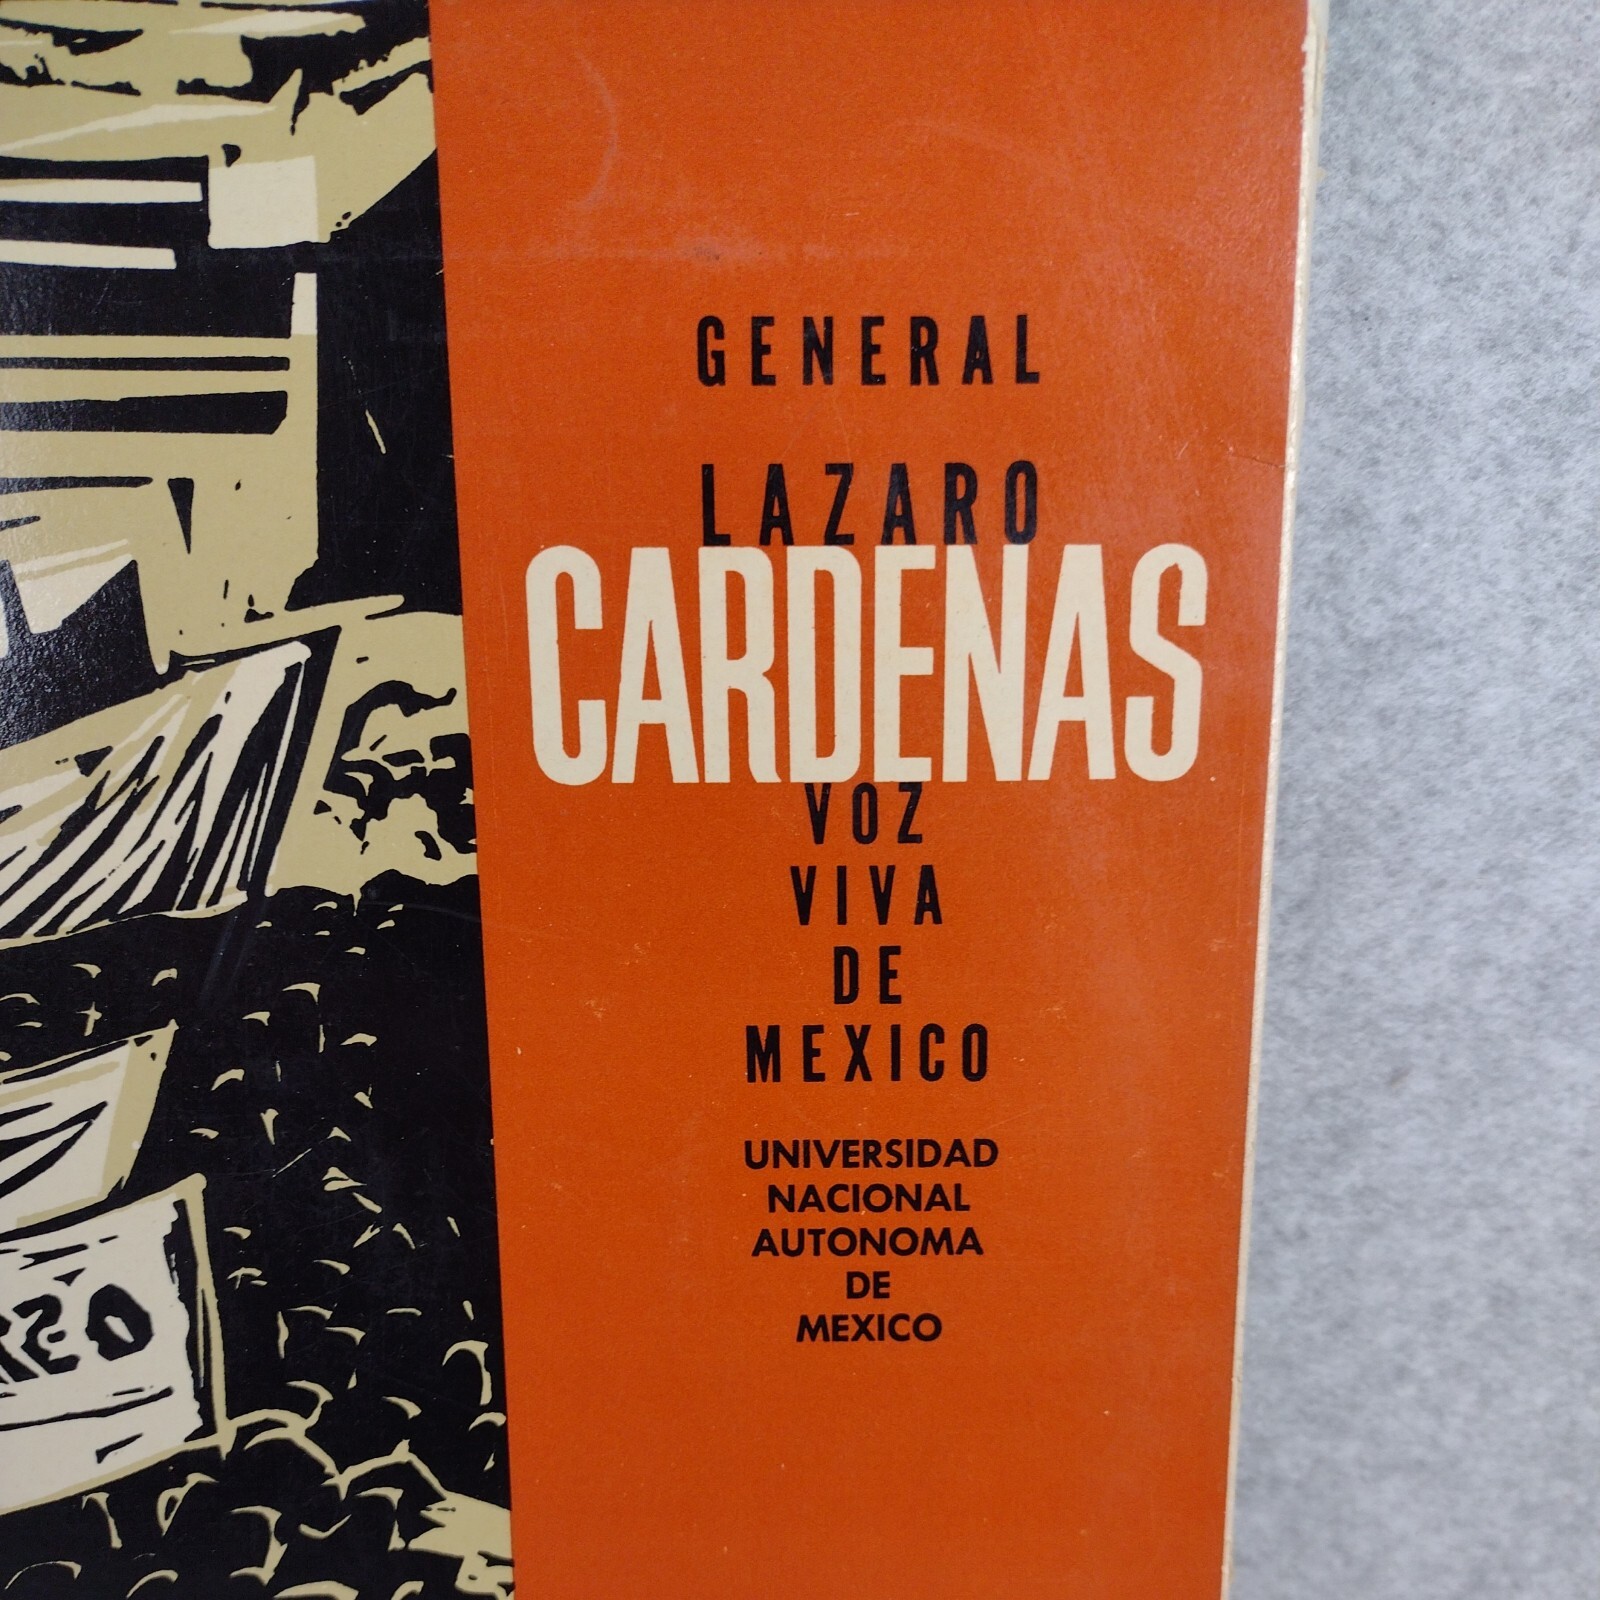 GENERAL
LAZARO
CARDENAS
VOZ
VIVA
DE
MEXICO
UNIVERSIDAD
NACIONAL
AUTONOMA
DE
MEXICO